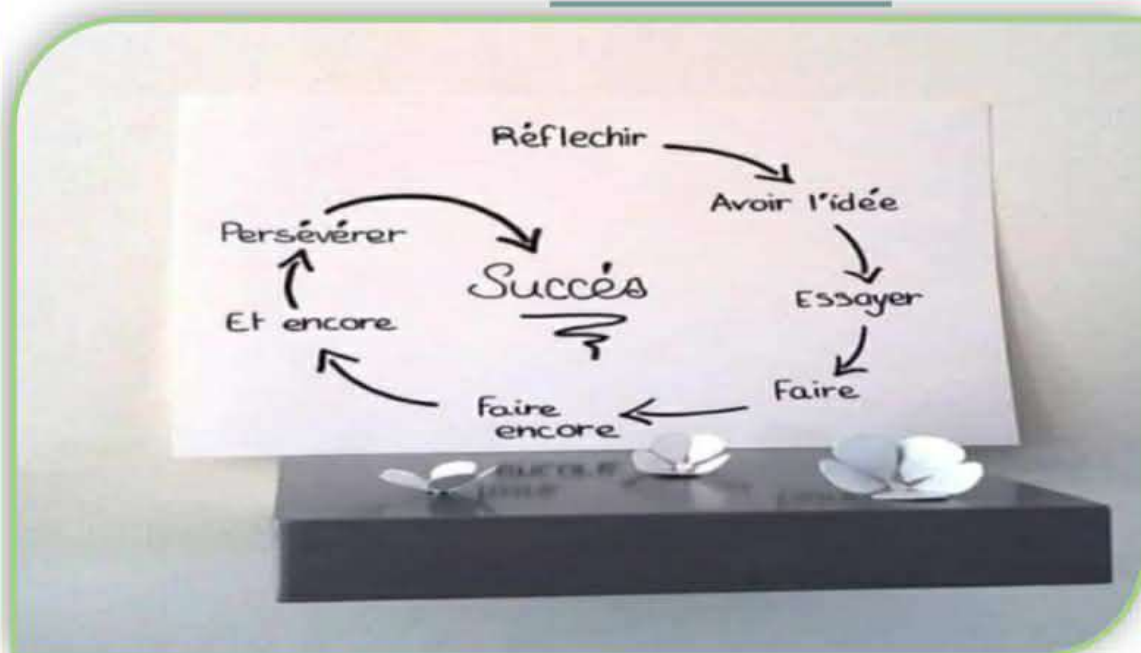 Réflechir
Avoir l'idée
Essayer
Faire
Faire
encore
Et encore
Persévérer
Succés